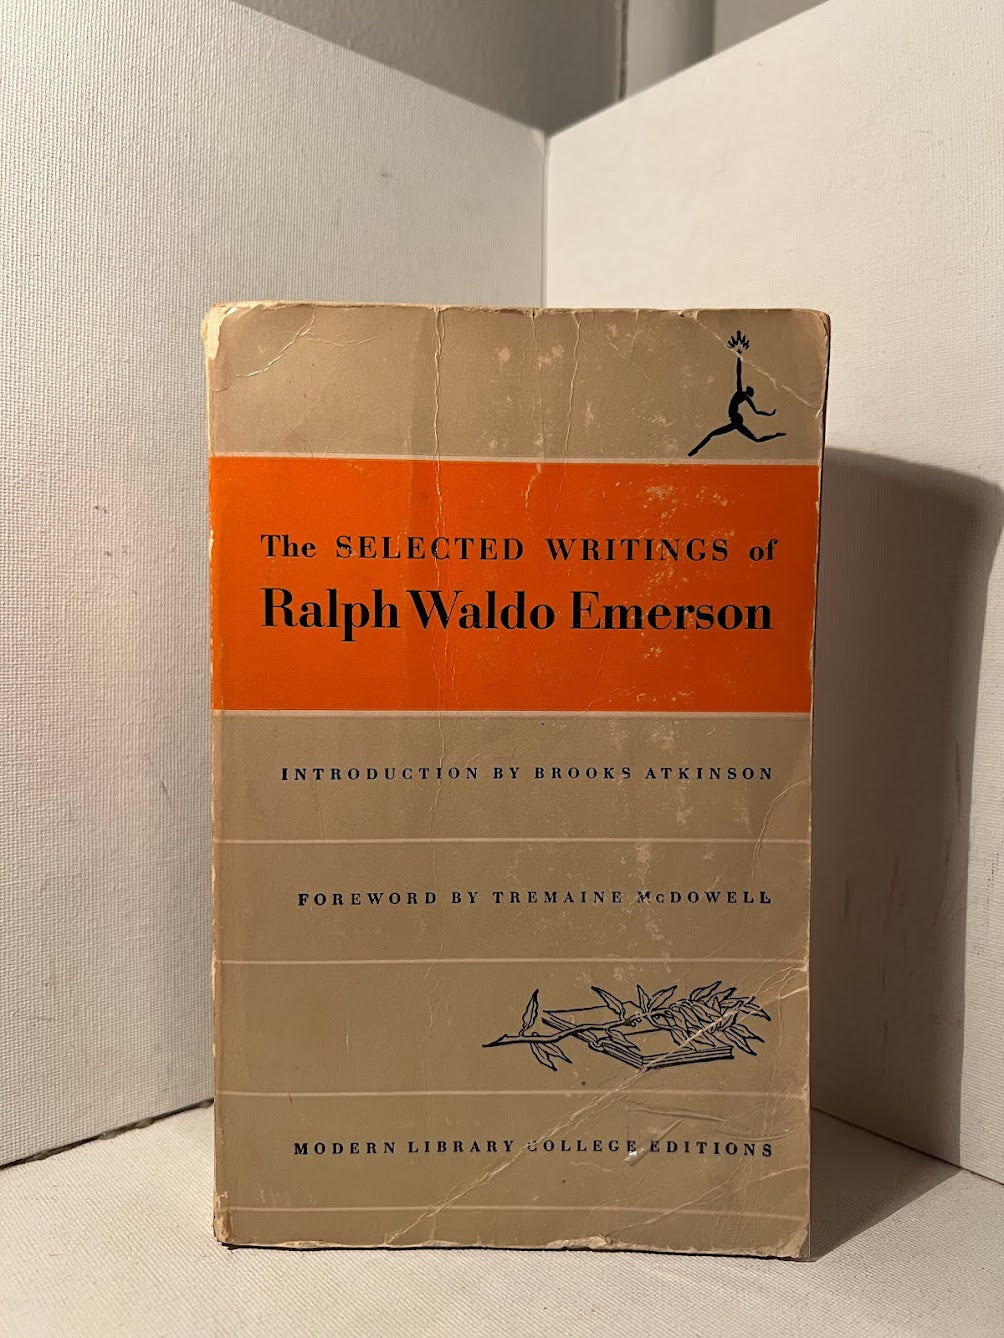 The SELECTED WRITINGS of
Ralph Waldo Emerson
INTRODUCTION BY BROOKS ATKINSON
FOREWORD BY TREMAINE McDOWELL
MODERN LIBRARY COLLEGE EDITIONS